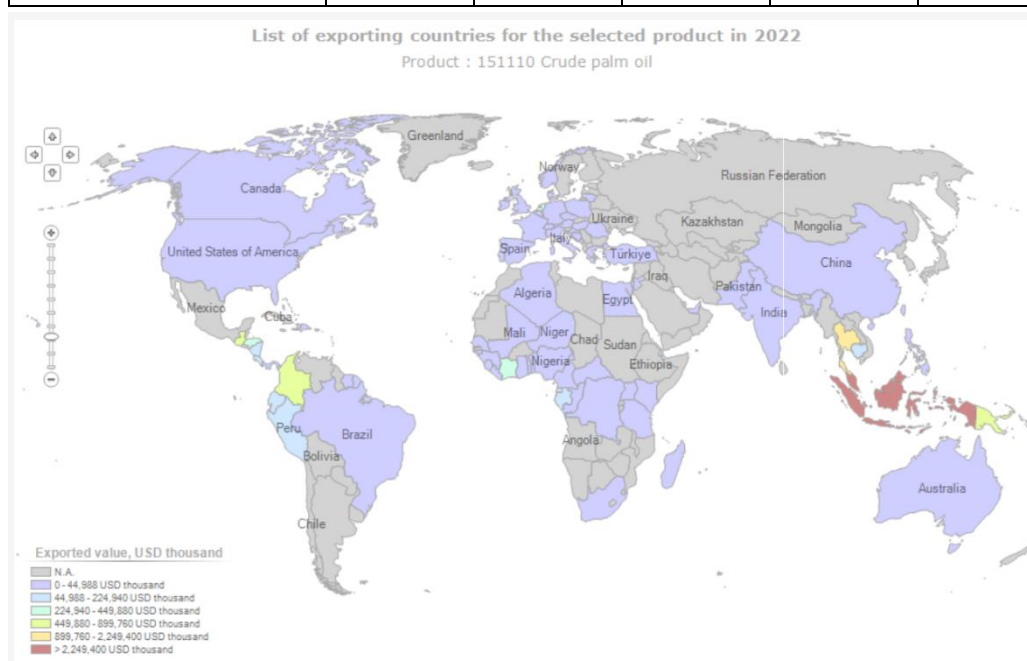 List of exporting countries for the selected product in 2022
Product : 151110 Crude palm oil
Greenland
Norway
Russian Federation
Canada
Ukraine
Kazakhstan
Mongolia
United States of America
Spain
Italy
Türkiye
Iraq
China
Pakistan
Mexico
Cuba
Algeria
Egypt
India
Mali
Niger
Chad
Sudan
Nigeria
Ethiopia
Peru
Brazil
Bolivia
Angola
Chile
Australia
Exported value, USD thousand
N.A.
0 - 44,988 USD thousand
44,988 - 224,940 USD thousand
224,940 - 449,880 USD thousand
449,880 - 899,760 USD thousand
899,760 - 2,249,400 USD thousand
> 2,249,400 USD thousand